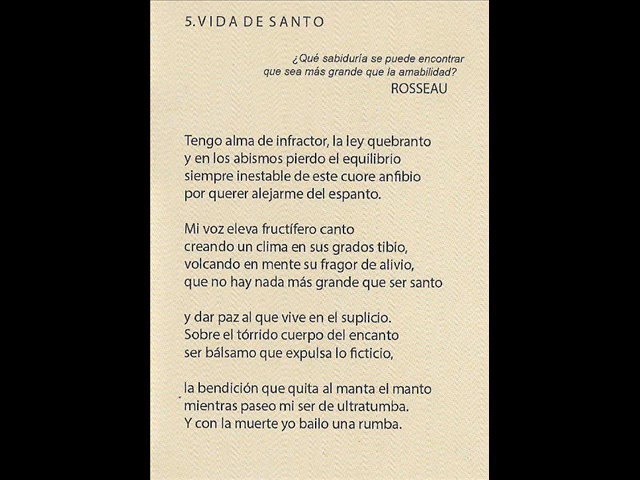 5. V I D A D E S A N T O
¿Qué sabiduría se puede encontrar
que sea más grande que la amabilidad?
ROSSEAU
Tengo alma de infractor, la ley quebranto
y en los abismos pierdo el equilibrio
siempre inestable de este cuore anfibio
por querer alejarme del espanto.
Mi voz eleva fructífero canto
creando un clima en sus grados tibio,
volcando en mente su fragor de alivio,
que no hay nada más grande que ser santo
y dar paz al que vive en el suplicio.
Sobre el tórrido cuerpo del encanto
ser bálsamo que expulsa lo ficticio,
la bendición que quita al manta el manto
mientras paseo mi ser de ultratumba.
Y con la muerte yo bailo una rumba.